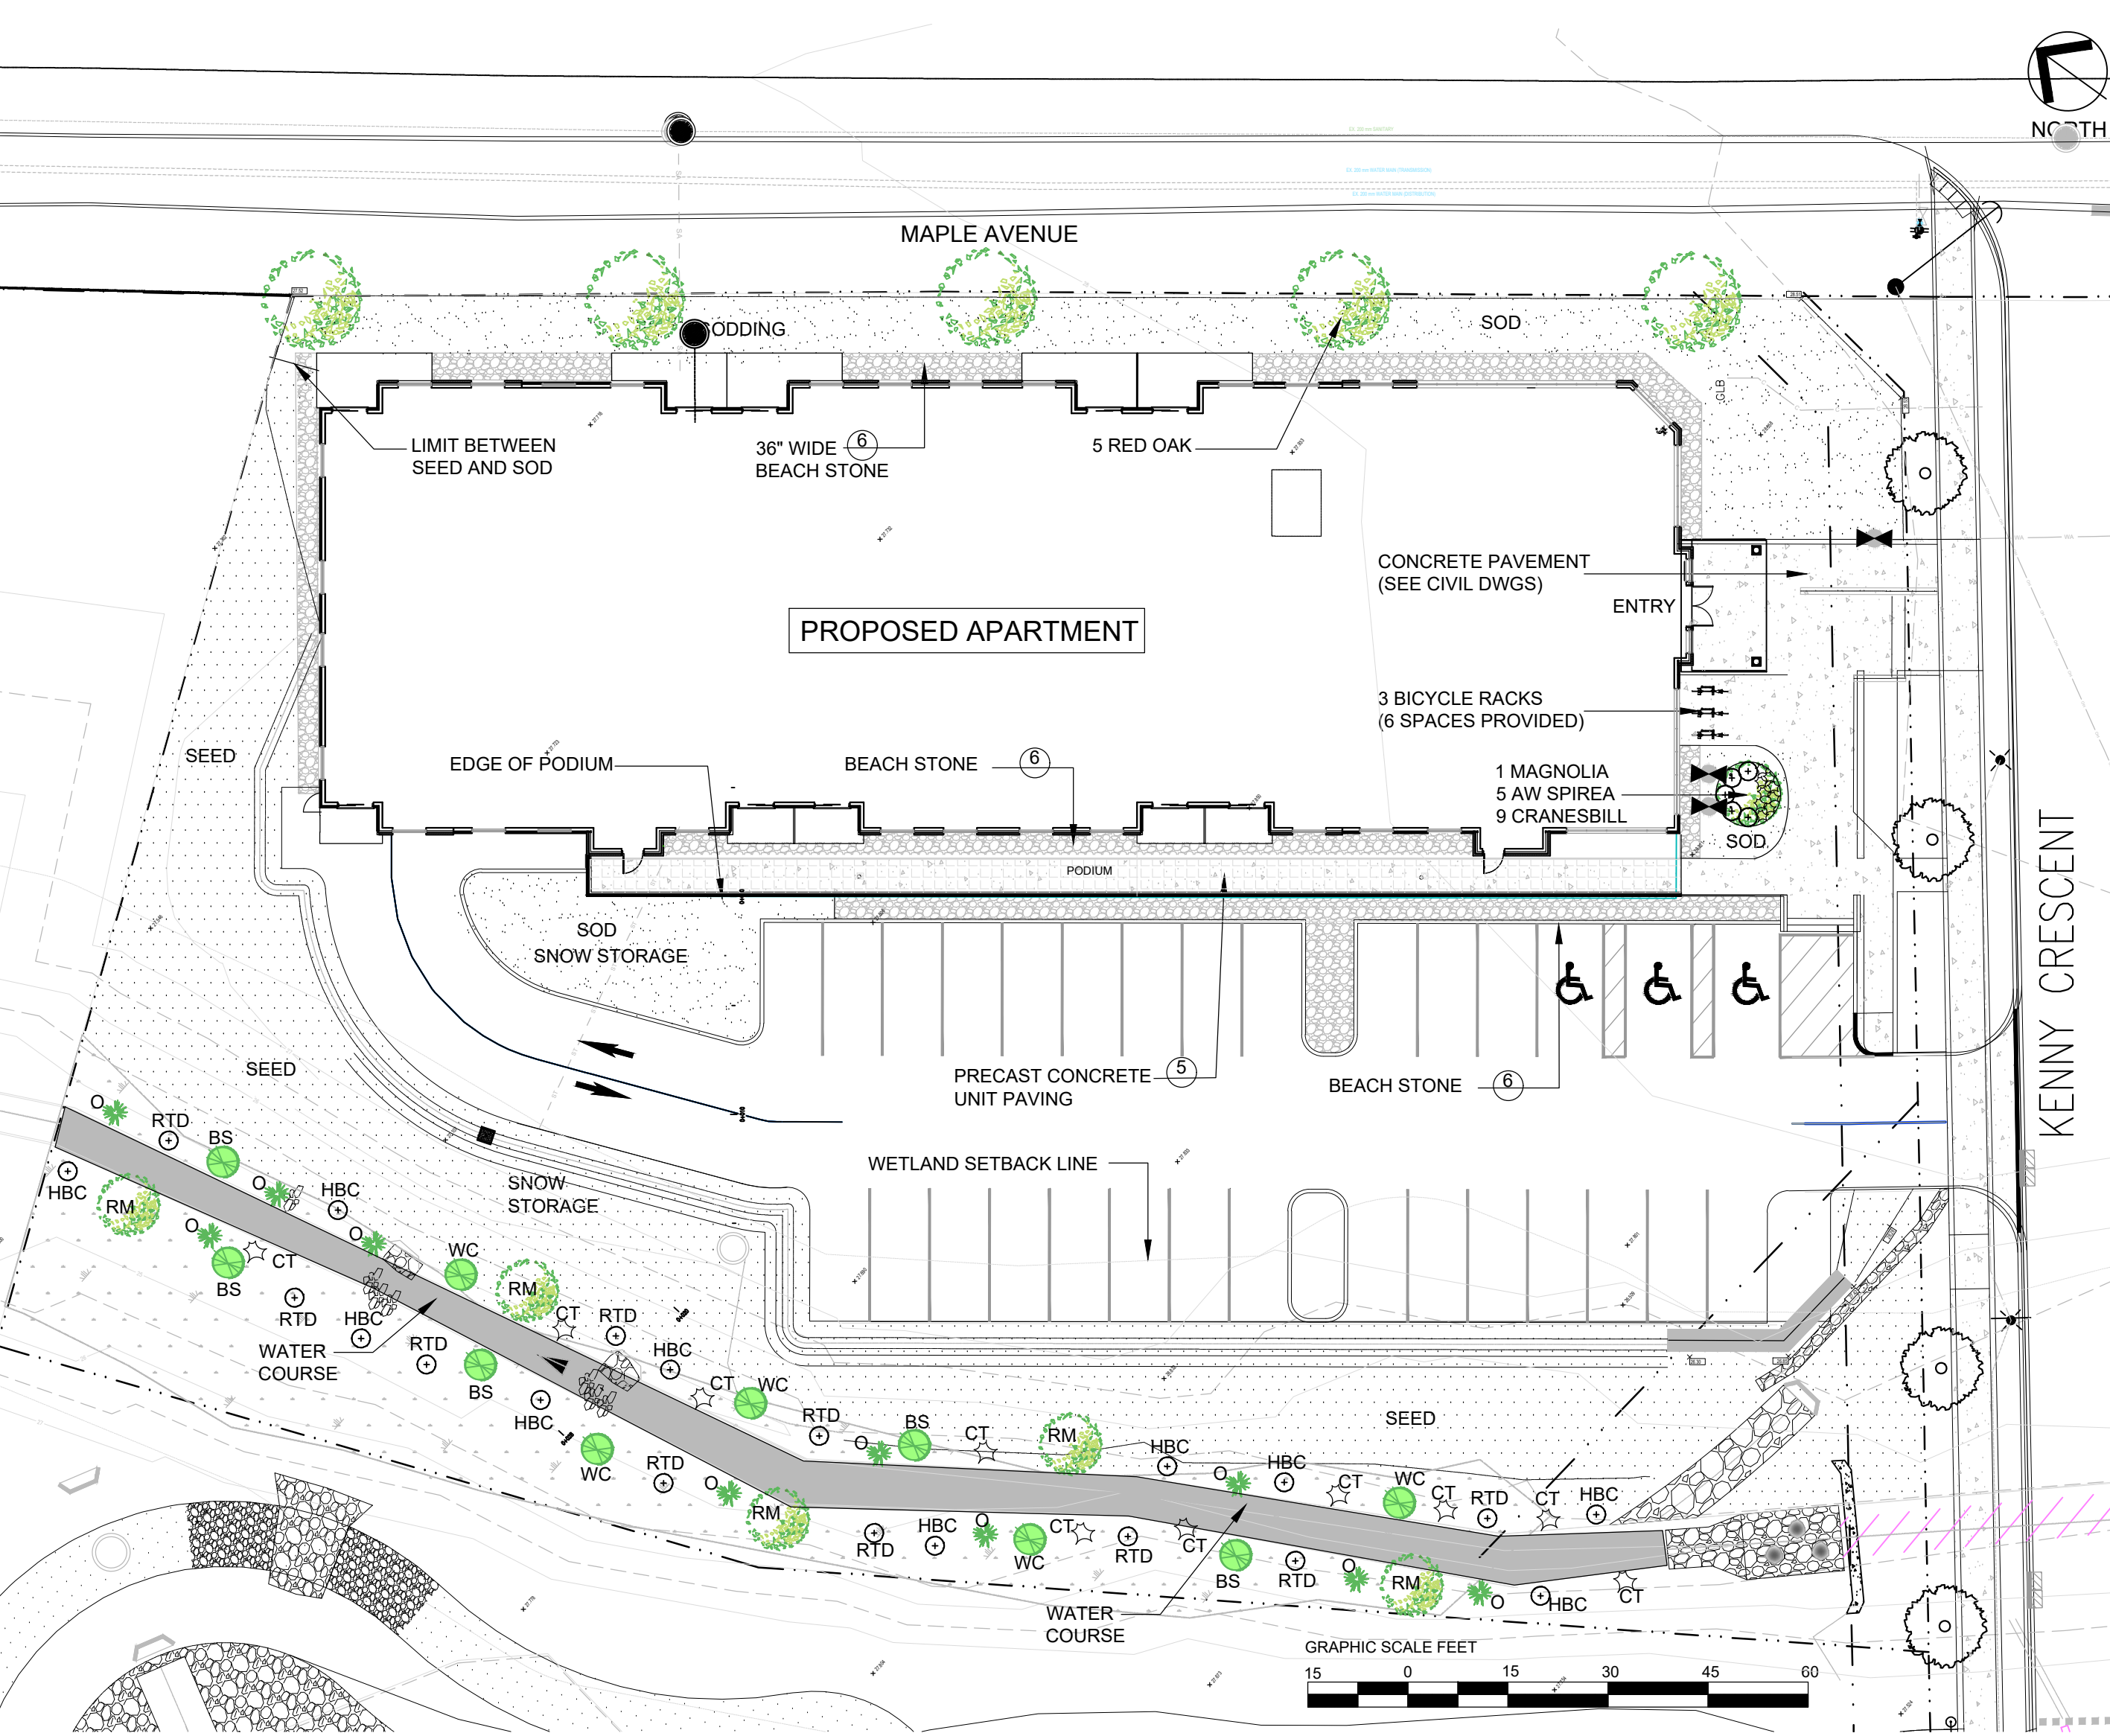 NORTH
EX. 200 mm SANITARY
MAPLE AVENUE
SODDING
SOD
GLB
LIMIT BETWEEN
SEED AND SOD
36" WIDE
BEACH STONE
6
5 RED OAK
CONCRETE PAVEMENT
(SEE CIVIL DWGS)
ENTRY
PROPOSED APARTMENT
3 BICYCLE RACKS
(6 SPACES PROVIDED)
SEED
EDGE OF PODIUM
BEACH STONE
6
1 MAGNOLIA
5 AW SPIREA
9 CRANESBILL
SOD
PODIUM
KENNY CRESCENT
SOD
SNOW STORAGE
SEED
PRECAST CONCRETE
UNIT PAVING
5
BEACH STONE
6
WETLAND SETBACK LINE
SNOW
STORAGE
O
RTD
BS
HBC
RM
O
HBC
O
O
CT
BS
WC
RM
RTD
HBC
CT
RTD
RTD
HBC
WATER
COURSE
BS
HBC
CT
WC
WC
RTD
RTD
O
BS
CT
RM
HBC
SEED
O
RM
O
HBC
CT
WC
CT
RTD
CT
HBC
RTD
HBC
O
WC
CT
RTD
CT
BS
RTD
O
RM
O
HBC
CT
WATER
COURSE
GRAPHIC SCALE FEET
15 0 15 30 45 60